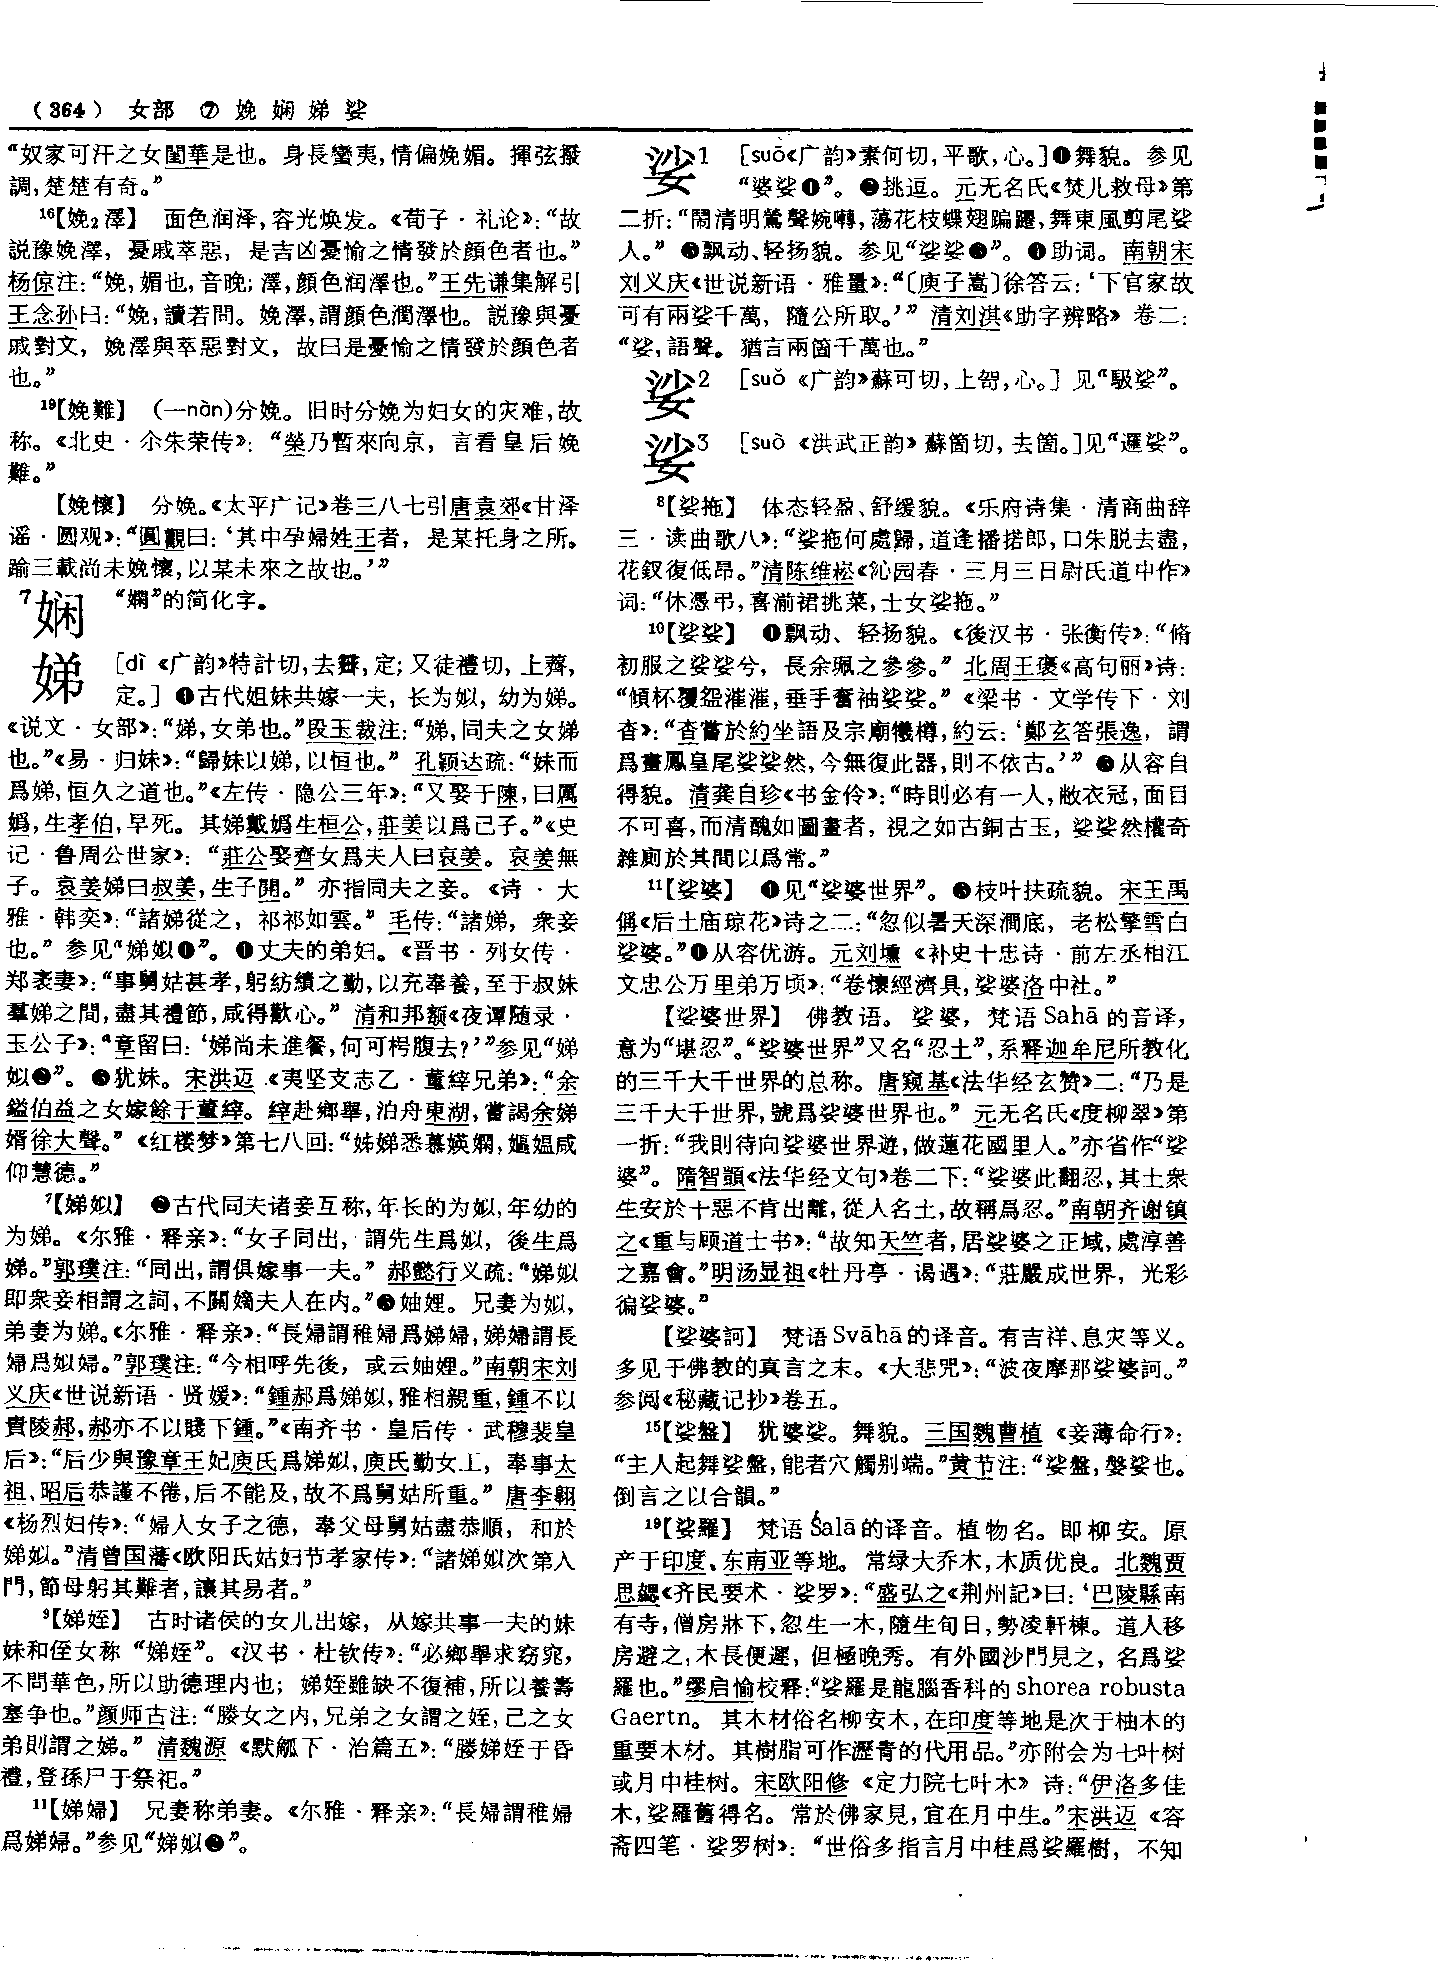 （364） 女部 ⑦ 娩 娴 娣 娑
“奴家可汗之女閨華是也。身長蠻夷，情偏娩媚。揮弦撥
調，楚楚有奇。”
¹⁶【娩₂澤】 面色润泽，容光焕发。《荀子·礼论》：“故
説豫娩澤，憂戚萃惡，是吉凶憂愉之情發於顔色者也。”
杨倞注：“娩，媚也，音晚；澤，顔色润澤也。”王先谦集解引
王念孙曰：“娩，讀若問。娩澤，謂顔色潤澤也。説豫與憂
戚對文，娩澤與萃惡對文，故曰是憂愉之情發於顔色者
也。”
¹⁹【娩難】 （—nàn）分娩。旧时分娩为妇女的灾难，故
称。《北史·尒朱荣传》：“榮乃暫來向京，言看皇后娩
難。”
【娩懷】 分娩。《太平广记》卷三八七引唐袁郊《甘泽
谣·圆观》：“圓觀曰：‘其中孕婦姓王者，是某托身之所。
踰三載尚未娩懷，以某未來之故也。’”
⁷娴 “嫻”的简化字。
娣 ［dì《广韵》特計切，去霽，定；又徒禮切，上薺，
定。］❶古代姐妹共嫁一夫，长为姒，幼为娣。
《说文·女部》：“娣，女弟也。”段玉裁注：“娣，同夫之女娣
也。”《易·归妹》：“歸妹以娣，以恒也。”孔颖达疏：“妹而
爲娣，恒久之道也。”《左传·隐公三年》：“又娶于陳，曰厲
嬀，生孝伯，早死。其娣戴嬀生桓公，莊姜以爲己子。”《史
记·鲁周公世家》：“莊公娶齊女爲夫人曰哀姜。哀姜無
子。哀姜娣曰叔姜，生子開。”亦指同夫之妾。《诗·大
雅·韩奕》：“諸娣從之，祁祁如雲。”毛传：“諸娣，衆妾
也。”参见“娣姒❶”。❷丈夫的弟妇。《晋书·列女传·
郑袤妻》：“事舅姑甚孝，躬紡績之勤，以充奉養，至于叔妹
羣娣之間，盡其禮節，咸得歡心。”清和邦额《夜谭随录·
玉公子》：“章留曰：‘娣尚未進餐，何可枵腹去？’”参见“娣
姒❷”。❸犹妹。宋洪迈《夷坚支志乙·董縡兄弟》：“余
鎰伯益之女嫁餘于董縡。縡赴鄉舉，泊舟東湖，嘗謁余娣
婿徐大聲。”《红楼梦》第七八回：“姊娣悉慕媖嫻，嫗媪咸
仰慧德。”
⁷【娣姒】 ❶古代同夫诸妾互称，年长的为姒，年幼的
为娣。《尔雅·释亲》：“女子同出，謂先生爲姒，後生爲
娣。”郭璞注：“同出，謂俱嫁事一夫。”郝懿行义疏：“娣姒
即衆妾相謂之詞，不關嫡夫人在内。”❷妯娌。兄妻为姒，
弟妻为娣。《尔雅·释亲》：“長婦謂稚婦爲娣婦，娣婦謂長
婦爲姒婦。”郭璞注：“今相呼先後，或云妯娌。”南朝宋刘
义庆《世说新语·贤媛》：“鍾郝爲娣姒，雅相親重，鍾不以
貴陵郝，郝亦不以賤下鍾。”《南齐书·皇后传·武穆裴皇
后》：“后少與豫章王妃庾氏爲娣姒，庾氏勤女工，奉事太
祖、昭后恭謹不倦，后不能及，故不爲舅姑所重。”唐李翱
《杨烈妇传》：“婦人女子之德，奉父母舅姑盡恭順，和於
娣姒。”清曾国藩《欧阳氏姑妇节孝家传》：“諸娣姒次第入
門，節母躬其難者，讓其易者。”
⁹【娣姪】 古时诸侯的女儿出嫁，从嫁共事一夫的妹
妹和侄女称“娣姪”。《汉书·杜钦传》：“必鄉舉求窈窕，
不問華色，所以助德理内也；娣姪雖缺不復補，所以養壽
塞争也。”颜师古注：“媵女之内，兄弟之女謂之姪，己之女
弟則謂之娣。”清魏源《默觚下·治篇五》：“媵娣姪于昏
禮，登孫尸于祭祀。”
¹¹【娣婦】 兄妻称弟妻。《尔雅·释亲》：“長婦謂稚婦
爲娣婦。”参见“娣姒❷”。
娑¹ ［suō《广韵》素何切，平歌，心。］❶舞貌。参见
“婆娑❶”。❷挑逗。元无名氏《焚儿救母》第
二折：“鬧清明鶯聲婉囀，蕩花枝蝶翅蹁躚，舞東風剪尾娑
人。”❸飘动、轻扬貌。参见“娑娑❶”。❹助词。南朝宋
刘义庆《世说新语·雅量》：“〔庾子嵩〕徐答云：‘下官家故
可有兩娑千萬，隨公所取。’”清刘淇《助字辨略》卷二：
“娑，語聲。猶言兩箇千萬也。”
娑² ［suǒ《广韵》蘇可切，上哿，心。］见“馺娑”。
娑³ ［suò《洪武正韵》蘇箇切，去箇。］见“邏娑”。
⁸【娑拖】 体态轻盈、舒缓貌。《乐府诗集·清商曲辞
三·读曲歌八》：“娑拖何處歸，道逢播掿郎，口朱脱去盡，
花釵復低昂。”清陈维崧《沁园春·三月三日尉氏道中作》
词：“休憑弔，喜湔裙挑菜，士女娑拖。”
¹⁰【娑娑】 ❶飘动、轻扬貌。《後汉书·张衡传》：“脩
初服之娑娑兮，長余珮之參參。”北周王褒《高句丽》诗：
“傾杯覆盌漼漼，垂手奮袖娑娑。”《梁书·文学传下·刘
杳》：“杳嘗於約坐語及宗廟犧樽，約云：‘鄭玄答張逸，謂
爲畫鳳皇尾娑娑然，今無復此器，則不依古。’”❷从容自
得貌。清龚自珍《书金伶》：“時則必有一人，敝衣冠，面目
不可喜，而清醜如圖畫者，視之如古銅古玉，娑娑然權奇
雜廁於其間以爲常。”
¹¹【娑婆】 ❶见“娑婆世界”。❷枝叶扶疏貌。宋王禹
偁《后土庙琼花》诗之二：“忽似暑天深澗底，老松擎雪白
娑婆。”❸从容优游。元刘壎《补史十忠诗·前左丞相江
文忠公万里弟万顷》：“卷懷經濟具，娑婆洛中社。”
【娑婆世界】 佛教语。娑婆，梵语Sahā的音译，
意为“堪忍”。“娑婆世界”又名“忍土”，系释迦牟尼所教化
的三千大千世界的总称。唐窥基《法华经玄赞》二：“乃是
三千大千世界，號爲娑婆世界也。”元无名氏《度柳翠》第
一折：“我則待向娑婆世界遊，做蓮花國里人。”亦省作“娑
婆”。隋智顗《法华经文句》卷二下：“娑婆此翻忍，其土衆
生安於十惡不肯出離，從人名土，故稱爲忍。”南朝齐谢镇
之《重与顾道士书》：“故知天竺者，居娑婆之正域，處淳善
之嘉會。”明汤显祖《牡丹亭·谒遇》：“莊嚴成世界，光彩
徧娑婆。”
【娑婆訶】 梵语Svāhā的译音。有吉祥、息灾等义。
多见于佛教的真言之末。《大悲咒》：“波夜摩那娑婆訶。”
参阅《秘藏记抄》卷五。
¹⁵【娑盤】 犹婆娑。舞貌。三国魏曹植《妾薄命行》：
“主人起舞娑盤，能者穴觸别端。”黄节注：“娑盤，媻娑也。
倒言之以合韻。”
¹⁹【娑羅】 梵语Śalā的译音。植物名。即柳安。原
产于印度、东南亚等地。常绿大乔木，木质优良。北魏贾
思勰《齐民要术·娑罗》：“盛弘之《荆州記》曰：‘巴陵縣南
有寺，僧房牀下，忽生一木，隨生旬日，勢凌軒棟。道人移
房避之，木長便遲，但極晚秀。有外國沙門見之，名爲娑
羅也。”缪启愉校釋：“娑羅是龍腦香科的shorea robusta
Gaertn。其木材俗名柳安木，在印度等地是次于柚木的
重要木材。其樹脂可作瀝青的代用品。”亦附会为七叶树
或月中桂树。宋欧阳修《定力院七叶木》诗：“伊洛多佳
木，娑羅舊得名。常於佛家見，宜在月中生。”宋洪迈《容
斋四笔·娑罗树》：“世俗多指言月中桂爲娑羅樹，不知